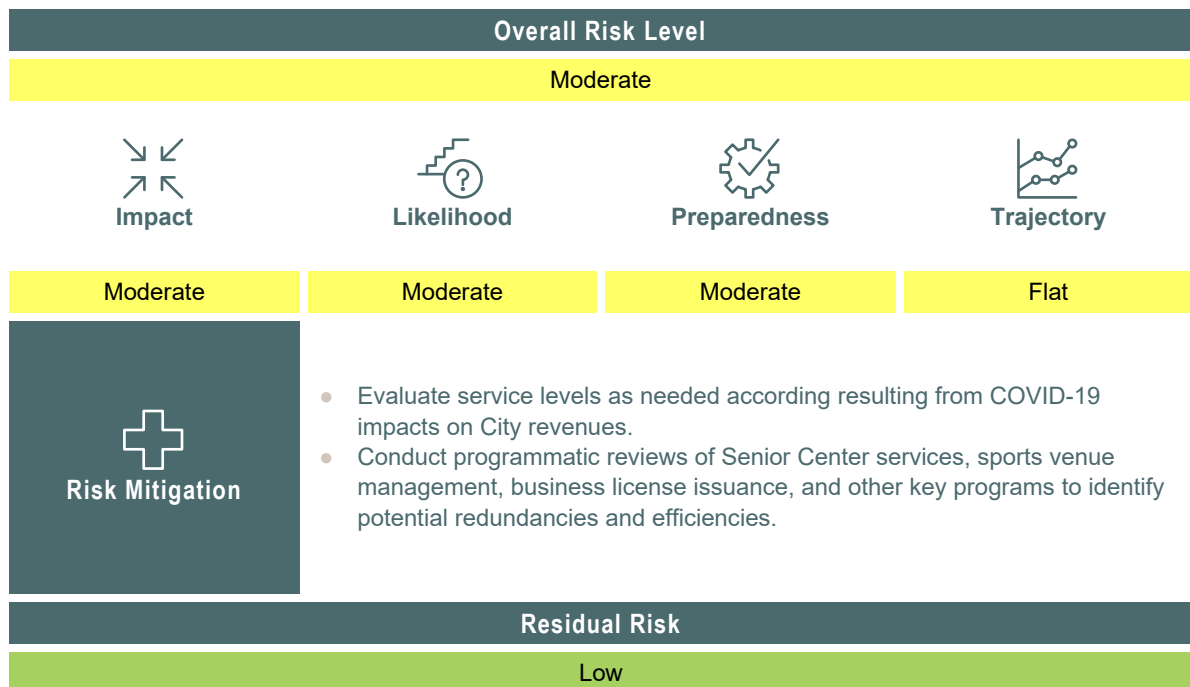 Overall Risk Level
Moderate
?
Impact
Likelihood
Preparedness
Trajectory
Moderate
Moderate
Moderate
Flat
Risk Mitigation
● Evaluate service levels as needed according resulting from COVID-19
impacts on City revenues.
● Conduct programmatic reviews of Senior Center services, sports venue
management, business license issuance, and other key programs to identify
potential redundancies and efficiencies.
Residual Risk
Low